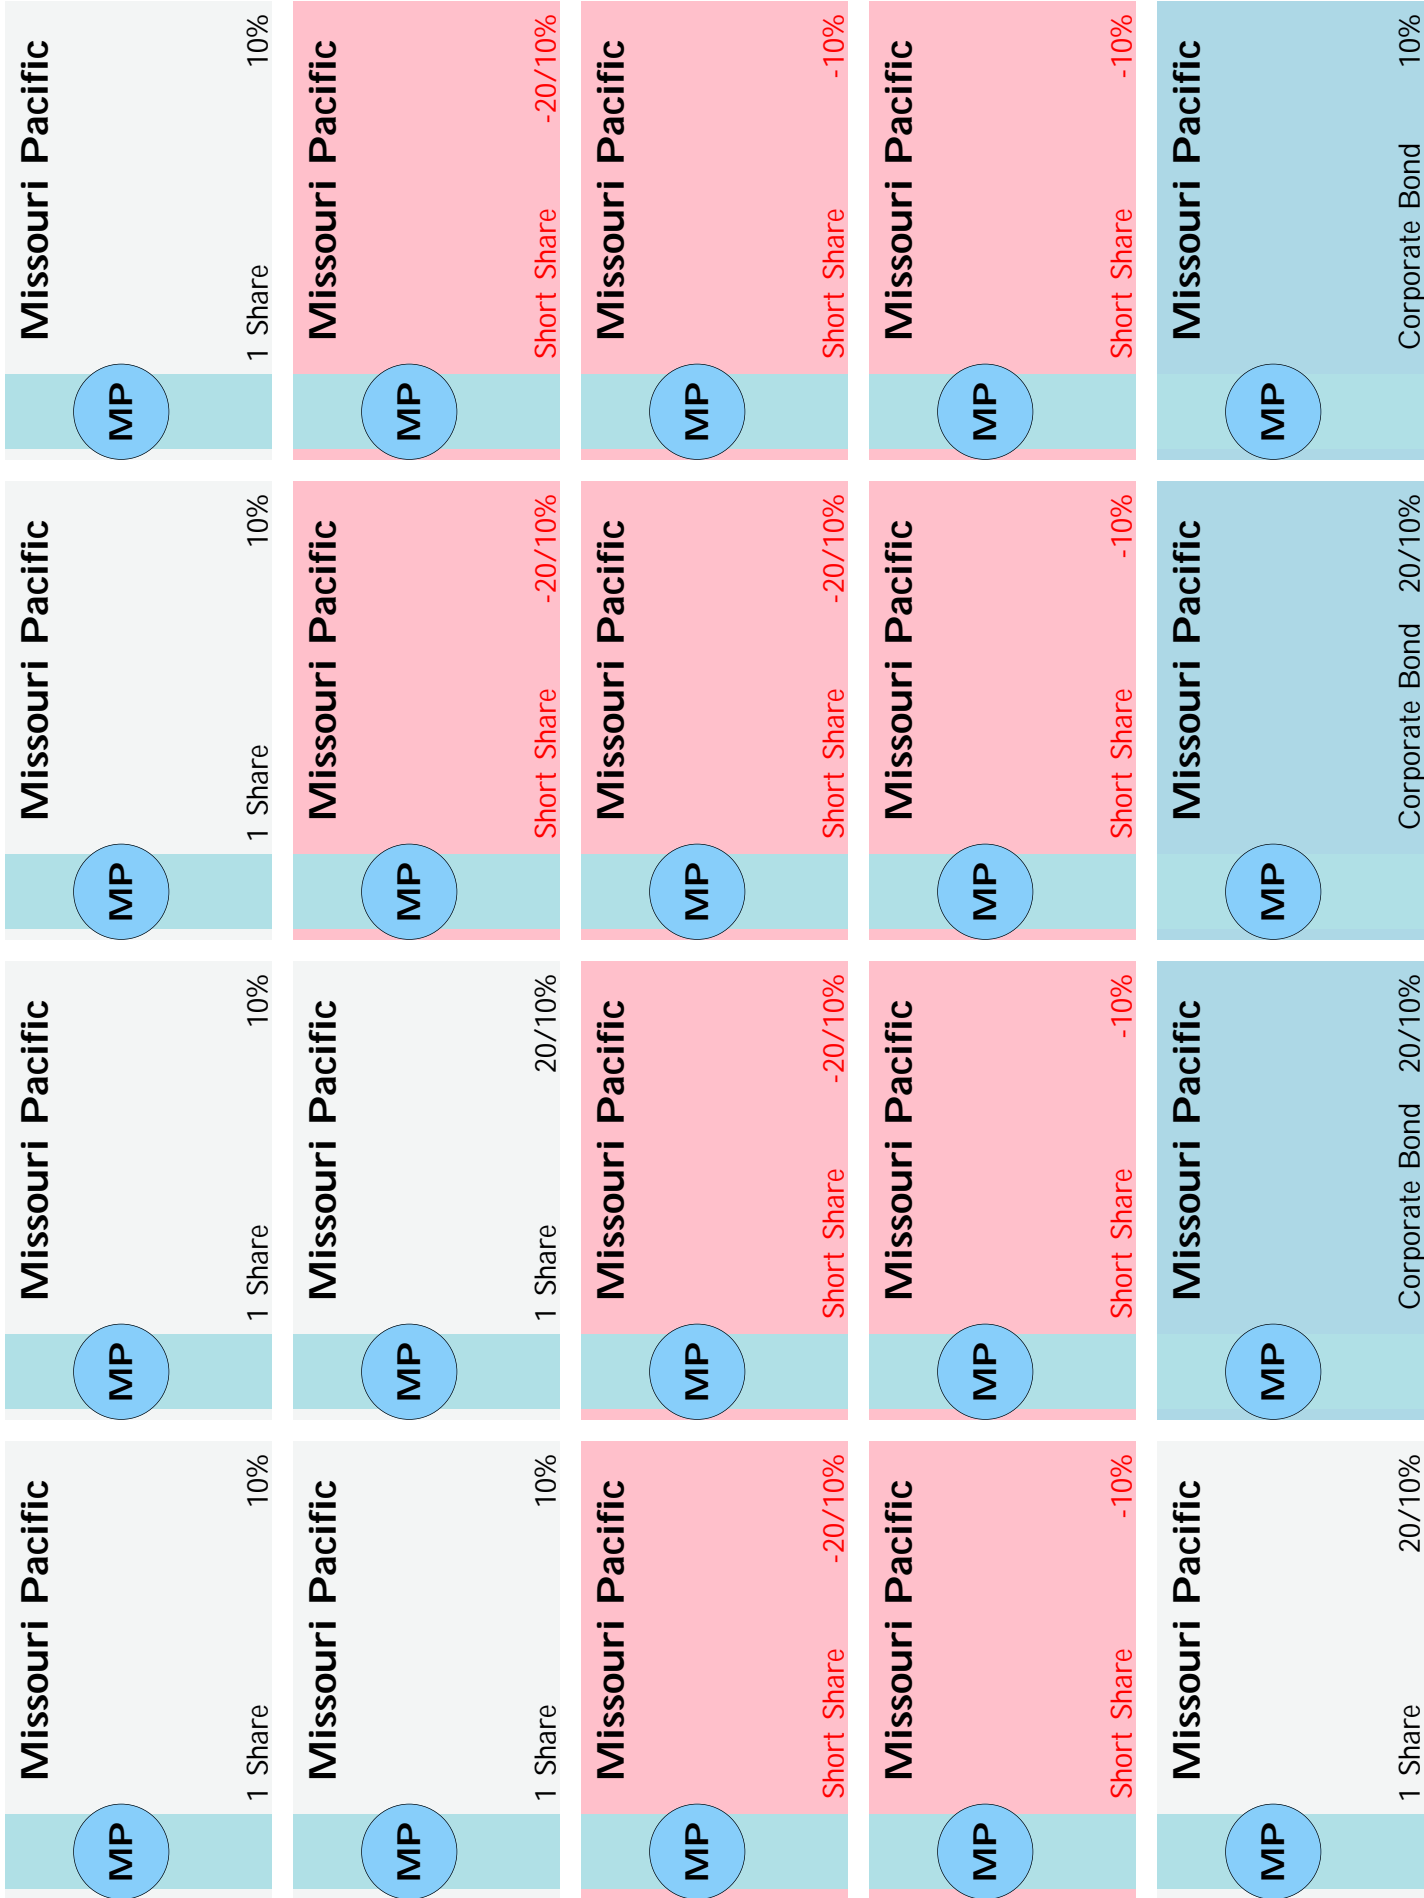 Missouri Pacific
MP
1 Share 10%
Missouri Pacific
MP
1 Share 10%
Missouri Pacific
MP
1 Share 10%
Missouri Pacific
MP
1 Share 10%
Missouri Pacific
MP
1 Share 10%
Missouri Pacific
MP
1 Share 20/10%
Missouri Pacific
MP
Short Share -20/10%
Missouri Pacific
MP
Short Share -20/10%
Missouri Pacific
MP
Short Share -20/10%
Missouri Pacific
MP
Short Share -20/10%
Missouri Pacific
MP
Short Share -20/10%
Missouri Pacific
MP
Short Share -10%
Missouri Pacific
MP
Short Share -10%
Missouri Pacific
MP
Short Share -10%
Missouri Pacific
MP
Short Share -10%
Missouri Pacific
MP
Short Share -10%
Missouri Pacific
MP
1 Share 20/10%
Missouri Pacific
MP
Corporate Bond 20/10%
Missouri Pacific
MP
Corporate Bond 20/10%
Missouri Pacific
MP
Corporate Bond 10%